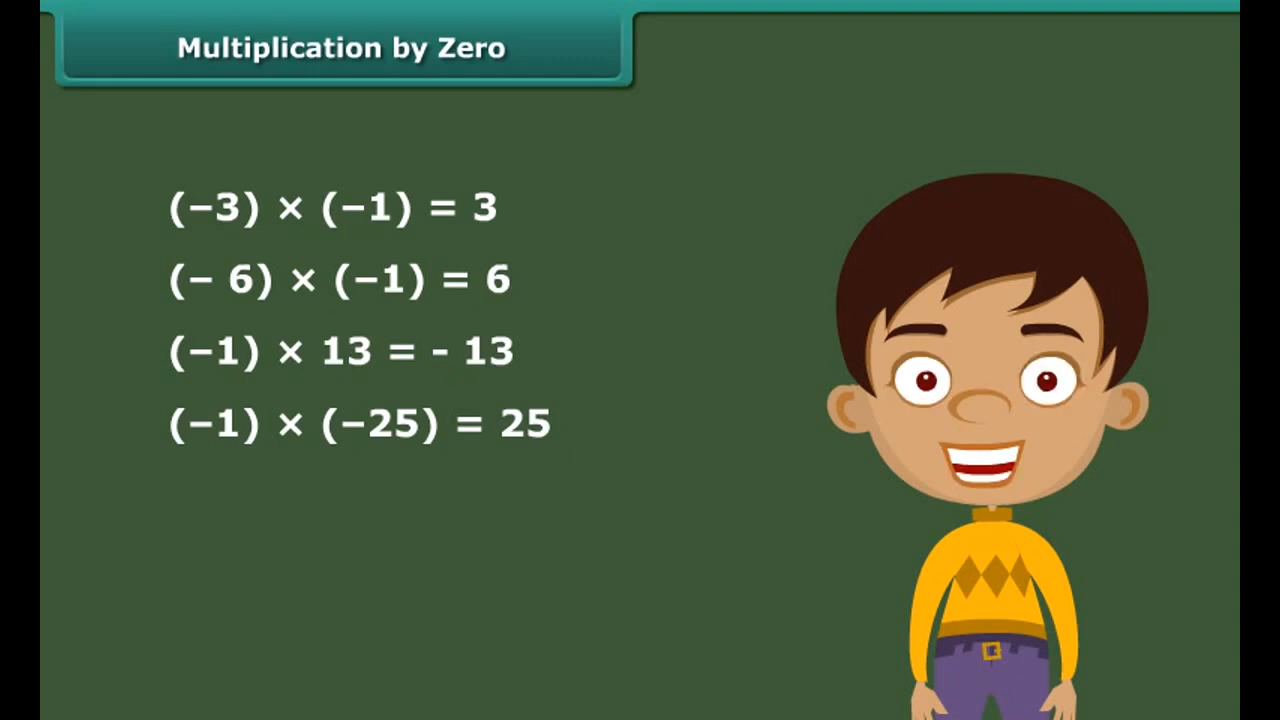 Multiplication by Zero
(–3) × (–1) = 3
(– 6) × (–1) = 6
(–1) × 13 = - 13
(–1) × (–25) = 25